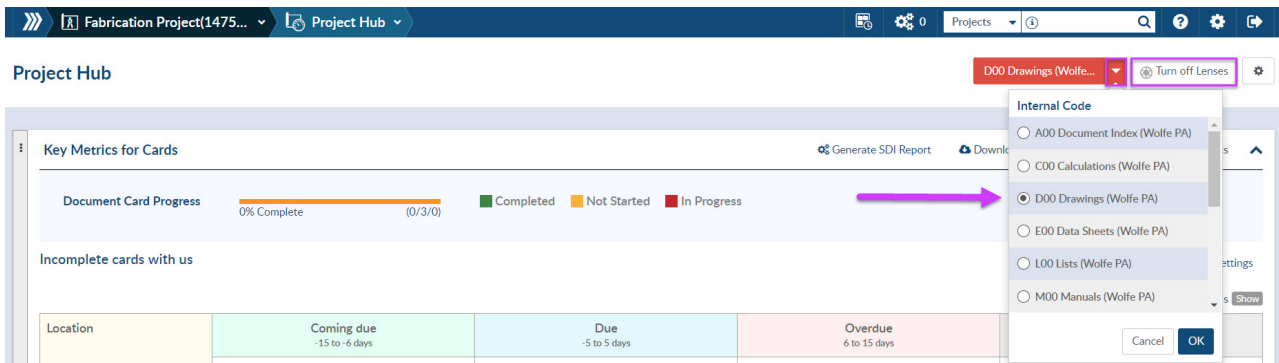 Fabrication Project(1475...
Project Hub
0
Projects
Project Hub
D00 Drawings (Wolfe...
Turn off Lenses
Internal Code
A00 Document Index (Wolfe PA)
C00 Calculations (Wolfe PA)
D00 Drawings (Wolfe PA)
E00 Data Sheets (Wolfe PA)
L00 Lists (Wolfe PA)
M00 Manuals (Wolfe PA)
Cancel
OK
Key Metrics for Cards
Generate SDI Report
Document Card Progress
0% Complete
(0/3/0)
Completed
Not Started
In Progress
Incomplete cards with us
Show
Location
Coming due
-15 to -6 days
Due
-5 to 5 days
Overdue
6 to 15 days